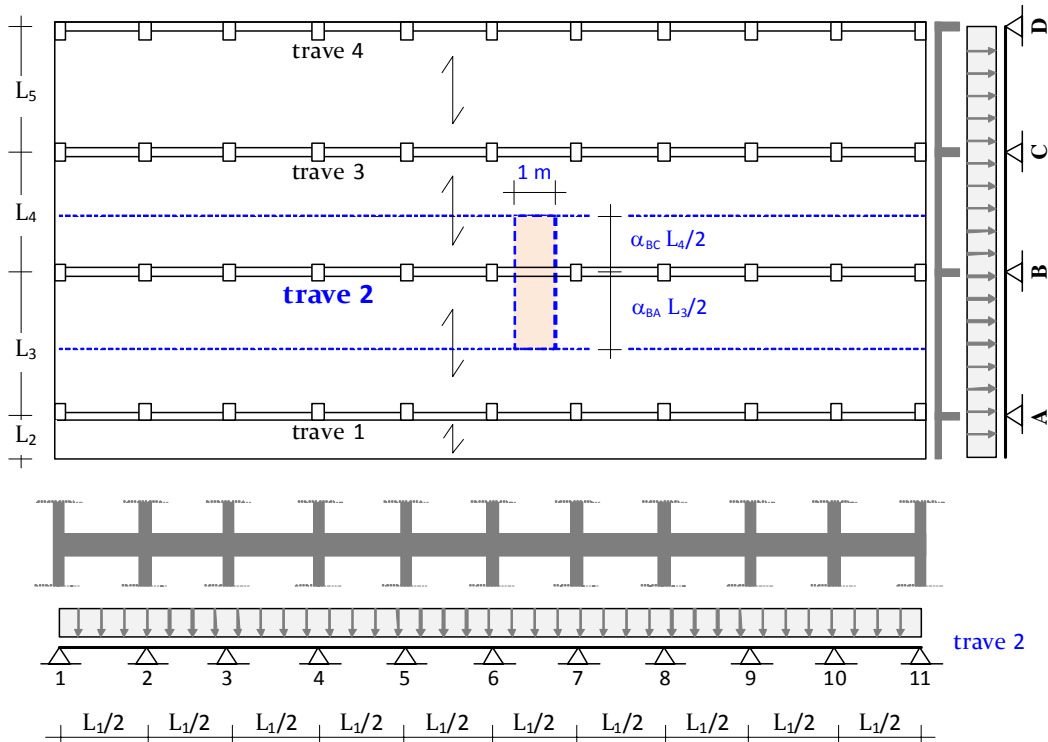 trave 4
D
L₅
trave 3
1 m
C
L₄
α_BC L₄/2
trave 2
B
α_BA L₃/2
L₃
trave 1
A
L₂
trave 2
1 2 3 4 5 6 7 8 9 10 11
L₁/2 L₁/2 L₁/2 L₁/2 L₁/2 L₁/2 L₁/2 L₁/2 L₁/2 L₁/2